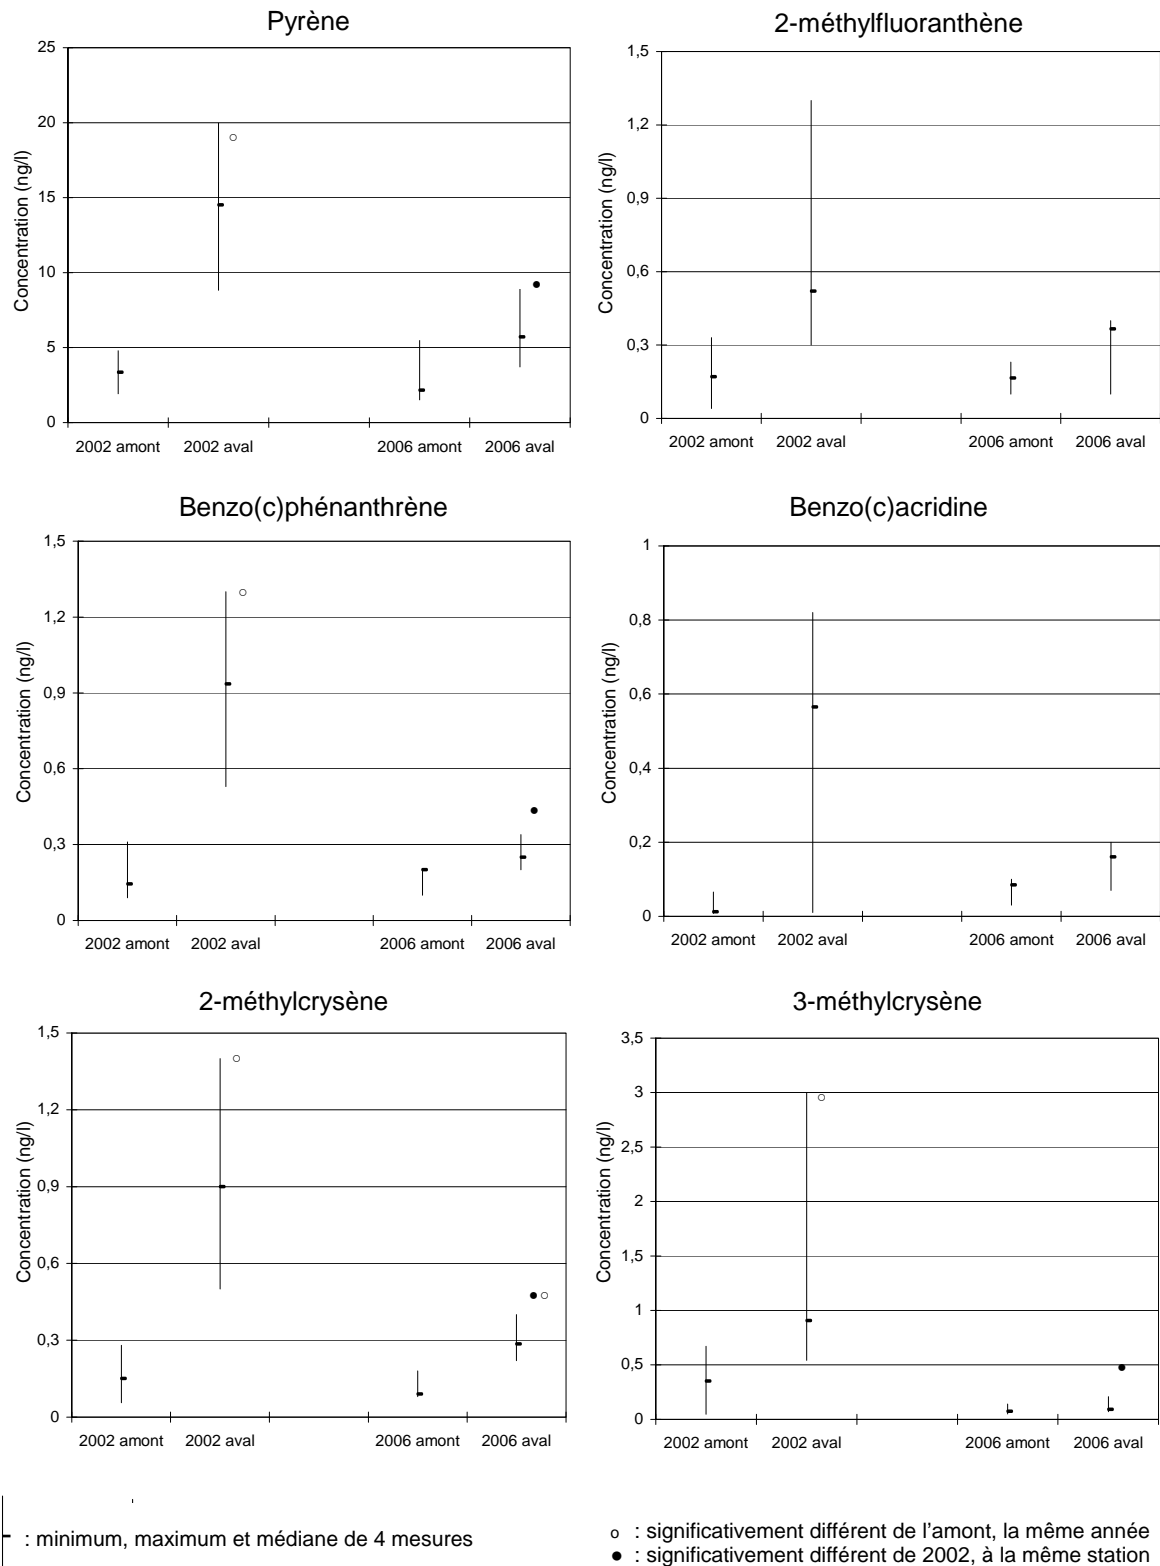 Pyrène
25
20
15
10
5
0
Concentration (ng/l)
2002 amont 2002 aval 2006 amont 2006 aval
2-méthylfluoranthène
1,5
1,2
0,9
0,6
0,3
0
Concentration (ng/l)
2002 amont 2002 aval 2006 amont 2006 aval
Benzo(c)phénanthrène
1,5
1,2
0,9
0,6
0,3
0
Concentration (ng/l)
2002 amont 2002 aval 2006 amont 2006 aval
Benzo(c)acridine
1
0,8
0,6
0,4
0,2
0
Concentration (ng/l)
2002 amont 2002 aval 2006 amont 2006 aval
2-méthylcrysène
1,5
1,2
0,9
0,6
0,3
0
Concentration (ng/l)
2002 amont 2002 aval 2006 amont 2006 aval
3-méthylcrysène
3,5
3
2,5
2
1,5
1
0,5
0
Concentration (ng/l)
2002 amont 2002 aval 2006 amont 2006 aval
: minimum, maximum et médiane de 4 mesures
o : significativement différent de l'amont, la même année
● : significativement différent de 2002, à la même station